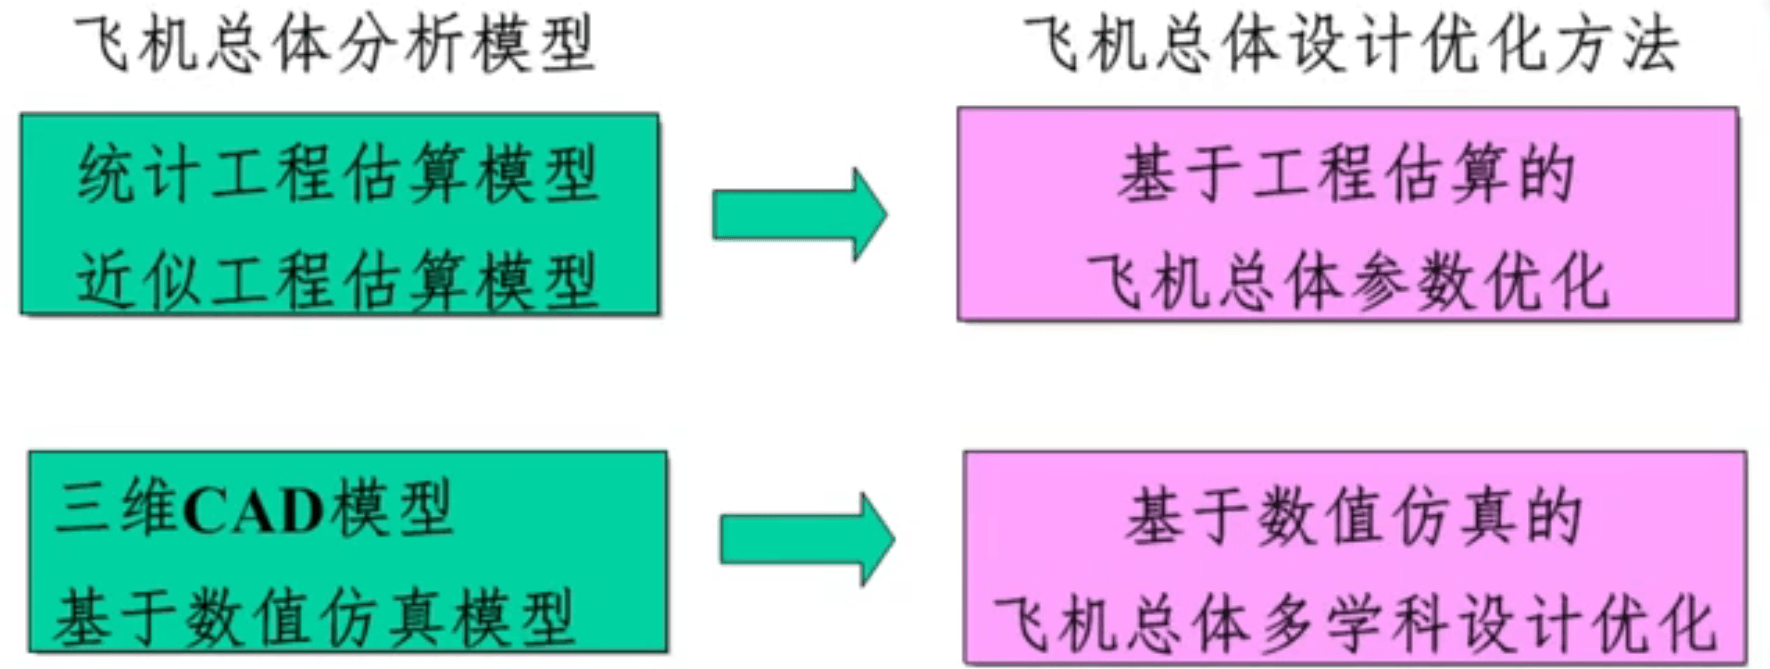 飞机总体分析模型
飞机总体设计优化方法
统计工程估算模型
近似工程估算模型
基于工程估算的
飞机总体参数优化
三维CAD模型
基于数值仿真模型
基于数值仿真的
飞机总体多学科设计优化